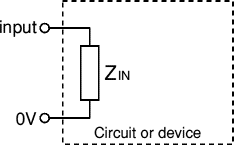 input
ZIN
0V
Circuit or device